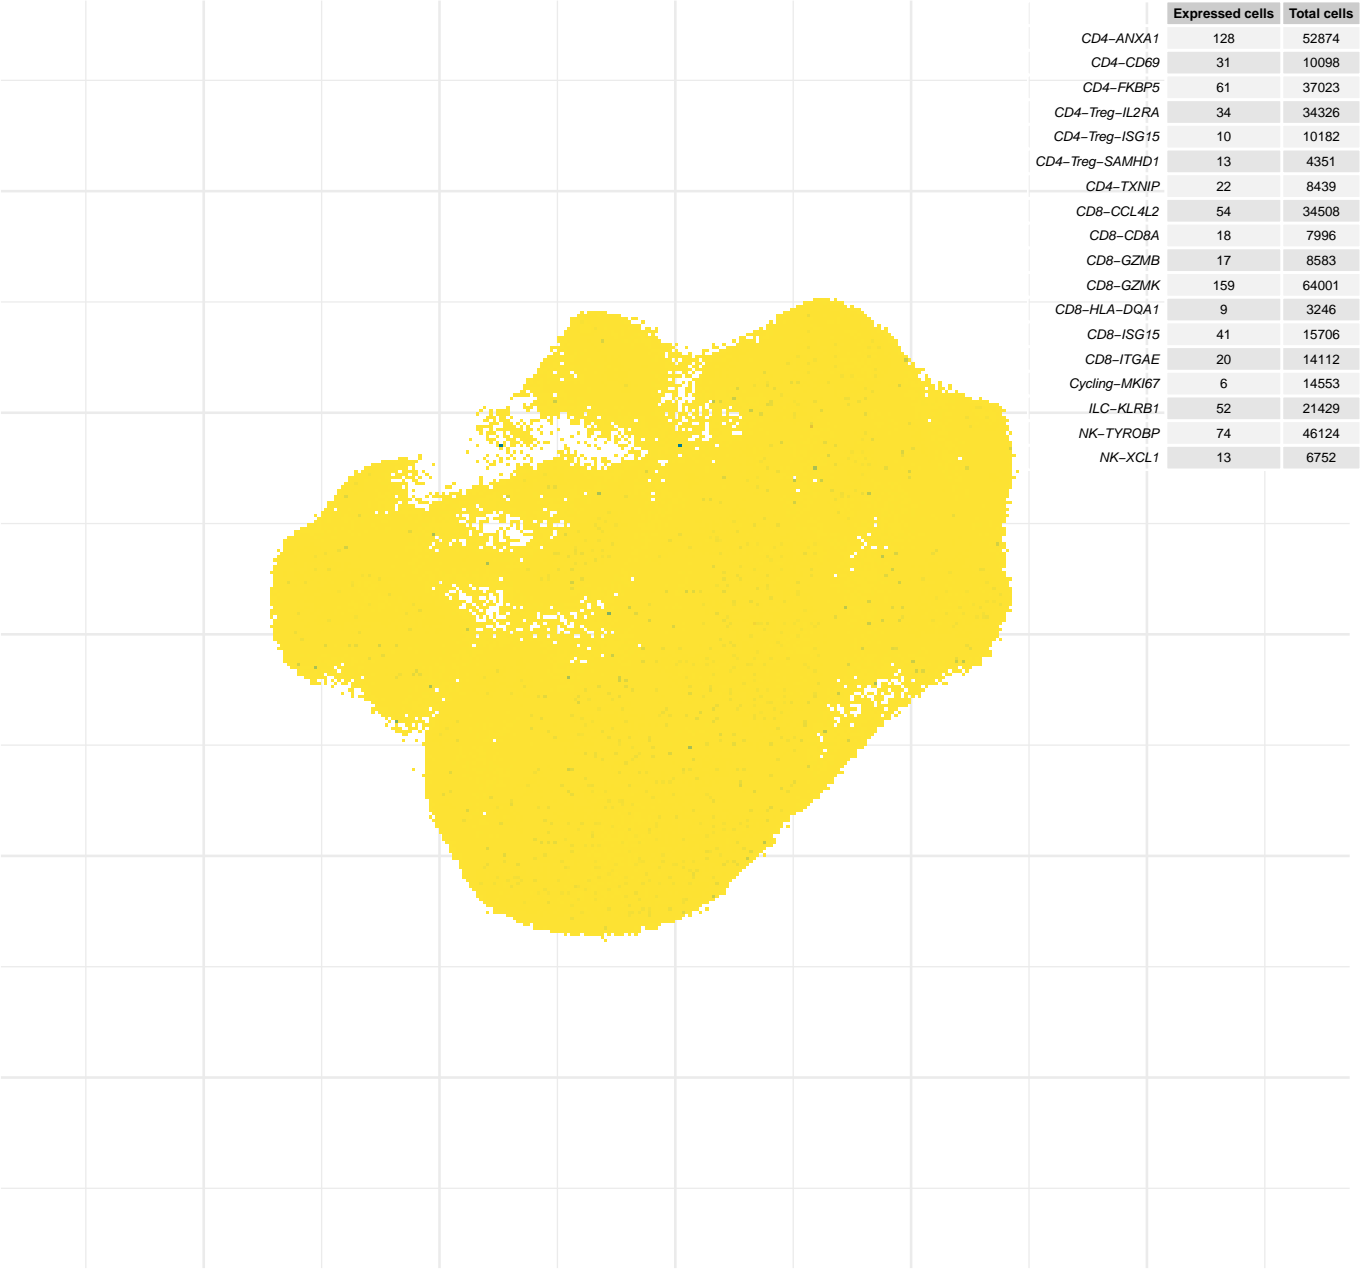 Expressed cells Total cells
CD4−ANXA1 128 52874
CD4−CD69 31 10098
CD4−FKBP5 61 37023
CD4−Treg−IL2RA 34 34326
CD4−Treg−ISG15 10 10182
CD4−Treg−SAMHD1 13 4351
CD4−TXNIP 22 8439
CD8−CCL4L2 54 34508
CD8−CD8A 18 7996
CD8−GZMB 17 8583
CD8−GZMK 159 64001
CD8−HLA−DQA1 9 3246
CD8−ISG15 41 15706
CD8−ITGAE 20 14112
Cycling−MKI67 6 14553
ILC−KLRB1 52 21429
NK−TYROBP 74 46124
NK−XCL1 13 6752